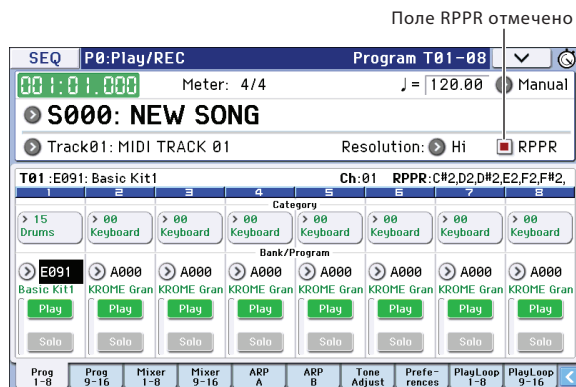 Поле RPPR отмечено
SEQ P0:Play/REC Program T01-08
001:01.000 Meter: 4/4 ♩= 120.00 Manual
S000: NEW SONG
Track01: MIDI TRACK 01 Resolution: Hi RPPR
T01:E091: Basic Kit1 Ch:01 RPPR:C#2,D2,D#2,E2,F2,F#2,
1 2 3 4 5 6 7 8
Category
> 15 > 00 > 00 > 00 > 00 > 00 > 00 > 00
Drums Keyboard Keyboard Keyboard Keyboard Keyboard Keyboard Keyboard
Bank/Program
E091 A000 A000 A000 A000 A000 A000 A000
Basic Kit1 KROME Gran KROME Gran KROME Gran KROME Gran KROME Gran KROME Gran KROME Gran
Play Play Play Play Play Play Play Play
Solo Solo Solo Solo Solo Solo Solo Solo
Prog Prog Mixer Mixer ARP ARP Tone Prefe- PlayLoop PlayLoop
1-8 9-16 1-8 9-16 A B Adjust rences 1-8 9-16